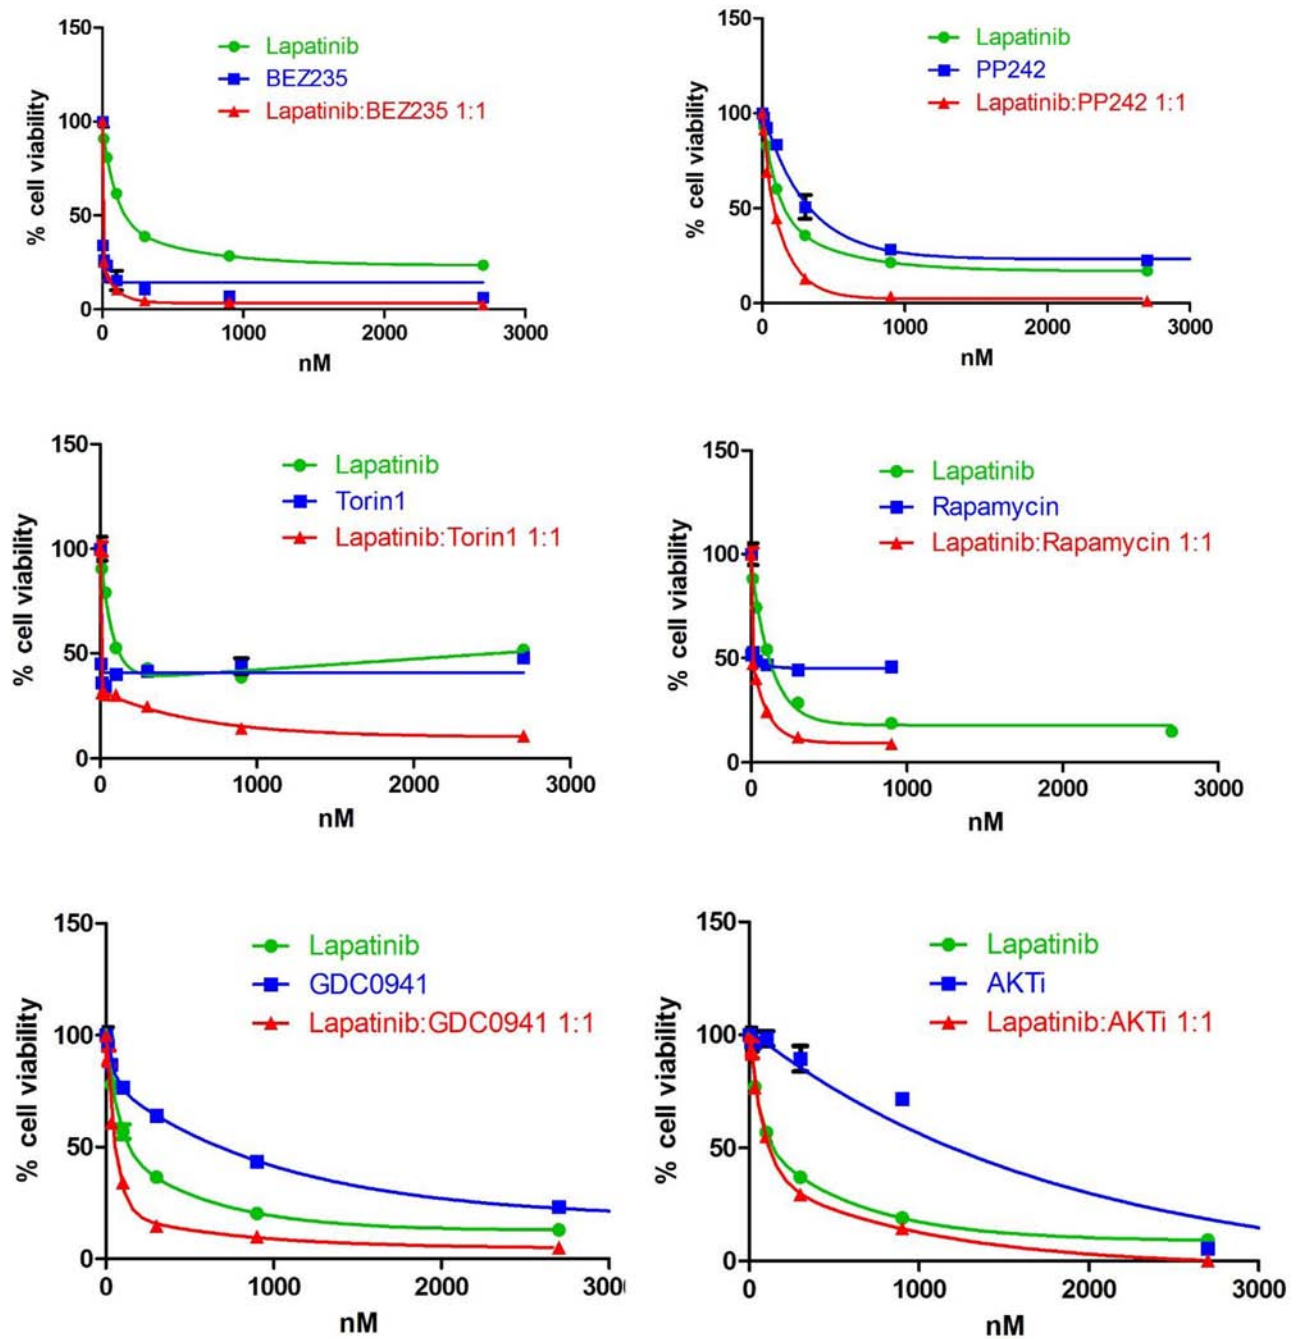 150
100
50
0
% cell viability
Lapatinib
BEZ235
Lapatinib:BEZ235 1:1
0 1000 2000 3000
nM
150
100
50
0
% cell viability
Lapatinib
PP242
Lapatinib:PP242 1:1
0 1000 2000 3000
nM
150
100
50
0
% cell viability
Lapatinib
Torin1
Lapatinib:Torin1 1:1
0 1000 2000 3000
nM
150
100
50
0
% cell viability
Lapatinib
Rapamycin
Lapatinib:Rapamycin 1:1
0 1000 2000 3000
nM
150
100
50
0
% cell viability
Lapatinib
GDC0941
Lapatinib:GDC0941 1:1
0 1000 2000 300
nM
150
100
50
0
% cell viability
Lapatinib
AKTi
Lapatinib:AKTi 1:1
0 1000 2000 3000
nM